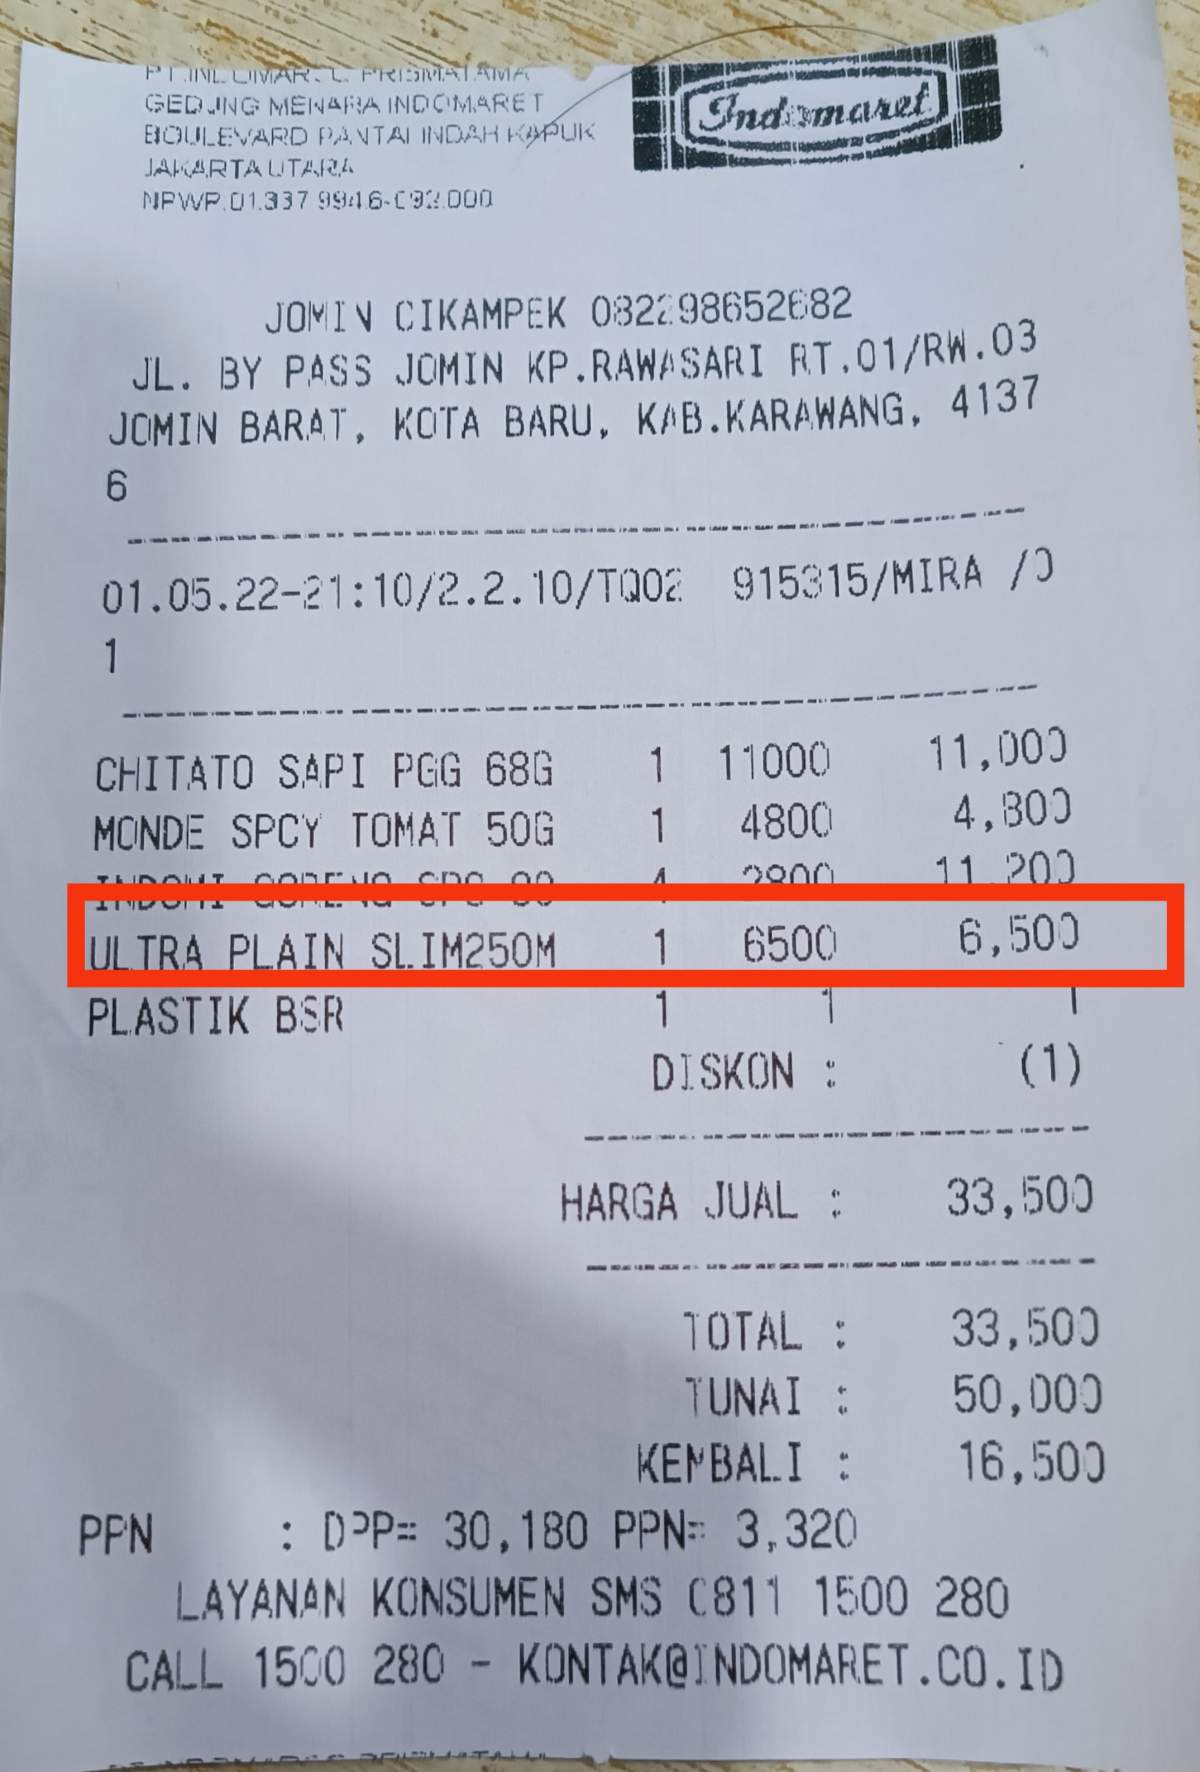 PT.INDOMARCO PRISMATAMA
GEDUNG MENARA INDOMARET
BOULEVARD PANTAI INDAH KAPUK
JAKARTA UTARA
NPWP.01.337.9946-092.000
Indomaret
JOMIN CIKAMPEK 082298652682
JL. BY PASS JOMIN KP.RAWASARI RT.01/RW.03
JOMIN BARAT, KOTA BARU, KAB.KARAWANG, 4137
6
01.05.22-21:10/2.2.10/TQ02 915315/MIRA /0
1
CHITATO SAPI PGG 68G 1 11000 11,000
MONDE SPCY TOMAT 50G 1 4800 4,800
INDOMI GORENG SPC 80 4 2800 11,200
ULTRA PLAIN SLIM250M 1 6500 6,500
PLASTIK BSR 1 1 1
DISKON : (1)
HARGA JUAL : 33,500
TOTAL : 33,500
TUNAI : 50,000
KEMBALI : 16,500
PPN : DPP= 30,180 PPN= 3,320
LAYANAN KONSUMEN SMS 0811 1500 280
CALL 1500 280 - KONTAK@INDOMARET.CO.ID